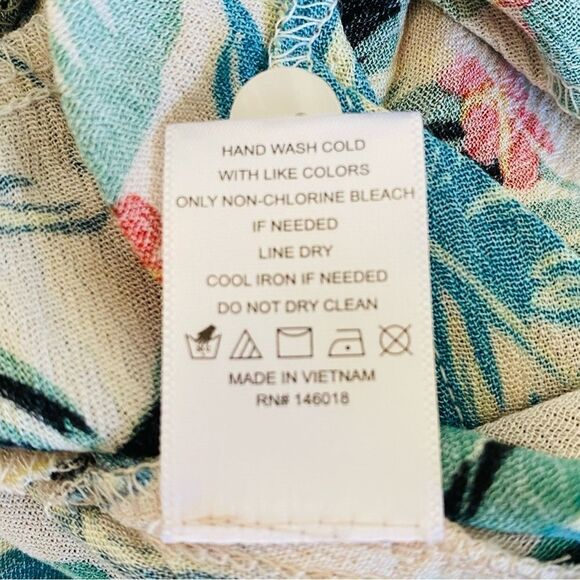 HAND WASH COLD
WITH LIKE COLORS
ONLY NON-CHLORINE BLEACH
IF NEEDED
LINE DRY
COOL IRON IF NEEDED
DO NOT DRY CLEAN
MADE IN VIETNAM
RN# 146018